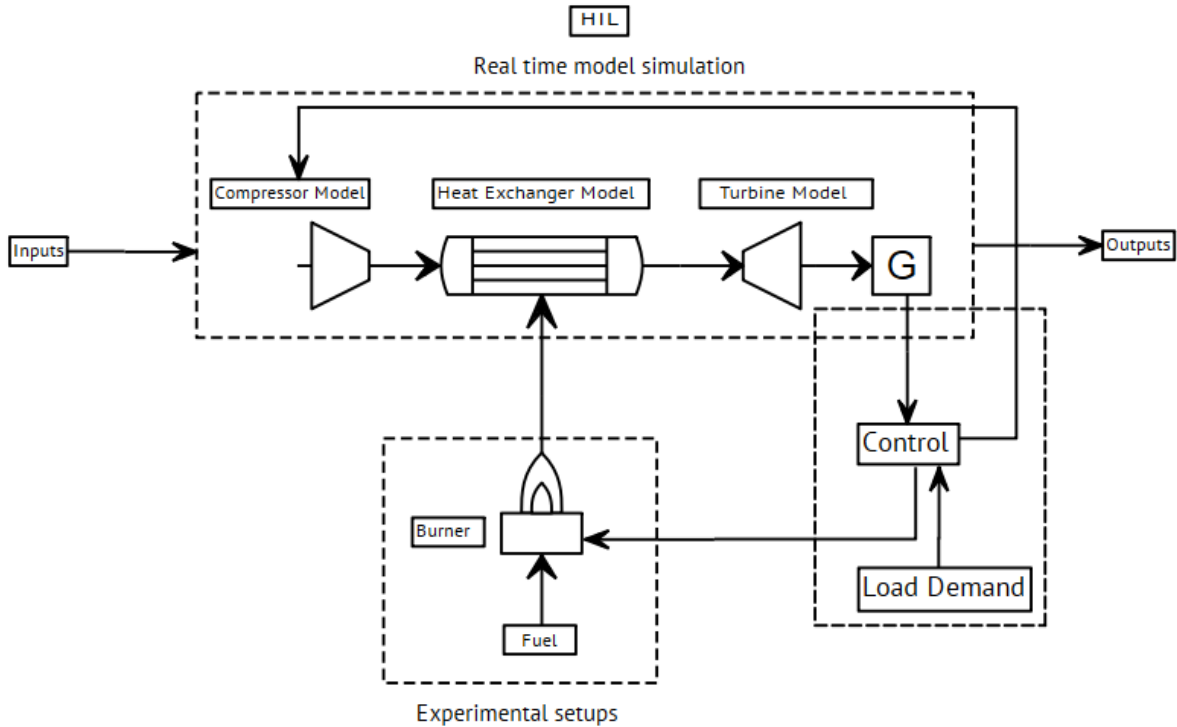 HIL
Real time model simulation
Compressor Model
Heat Exchanger Model
Turbine Model
Inputs
G
Outputs
Control
Burner
Load Demand
Fuel
Experimental setups